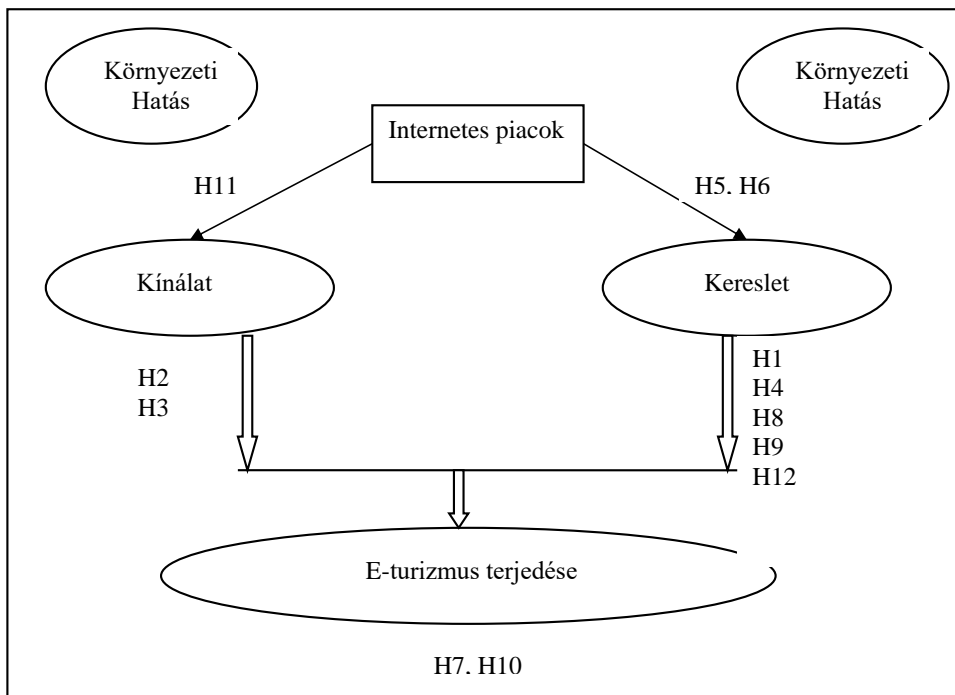 Környezeti
Hatás
Környezeti
Hatás
Internetes piacok
H11
H5, H6
Kínálat
Kereslet
H2
H3
H1
H4
H8
H9
H12
E-turizmus terjedése
H7, H10